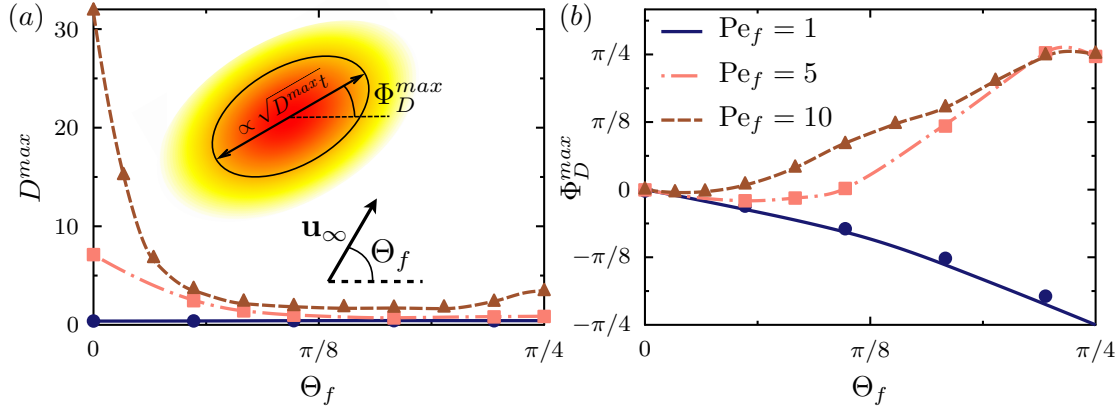 (a)
30
20
10
0
D^{max}
0
π/8
π/4
Θ_f
∝ √D^{max}t
Φ_D^{max}
u_∞
Θ_f
(b)
π/4
π/8
0
−π/8
−π/4
Φ_D^{max}
0
π/8
π/4
Θ_f
Pe_f = 1
Pe_f = 5
Pe_f = 10